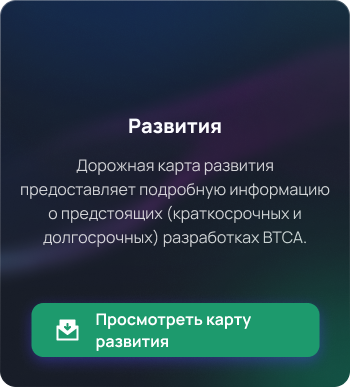 Развития
Дорожная карта развития
предоставляет подробную информацию
о предстоящих (краткосрочных и
долгосрочных) разработках BTCA.
Просмотреть карту
развития